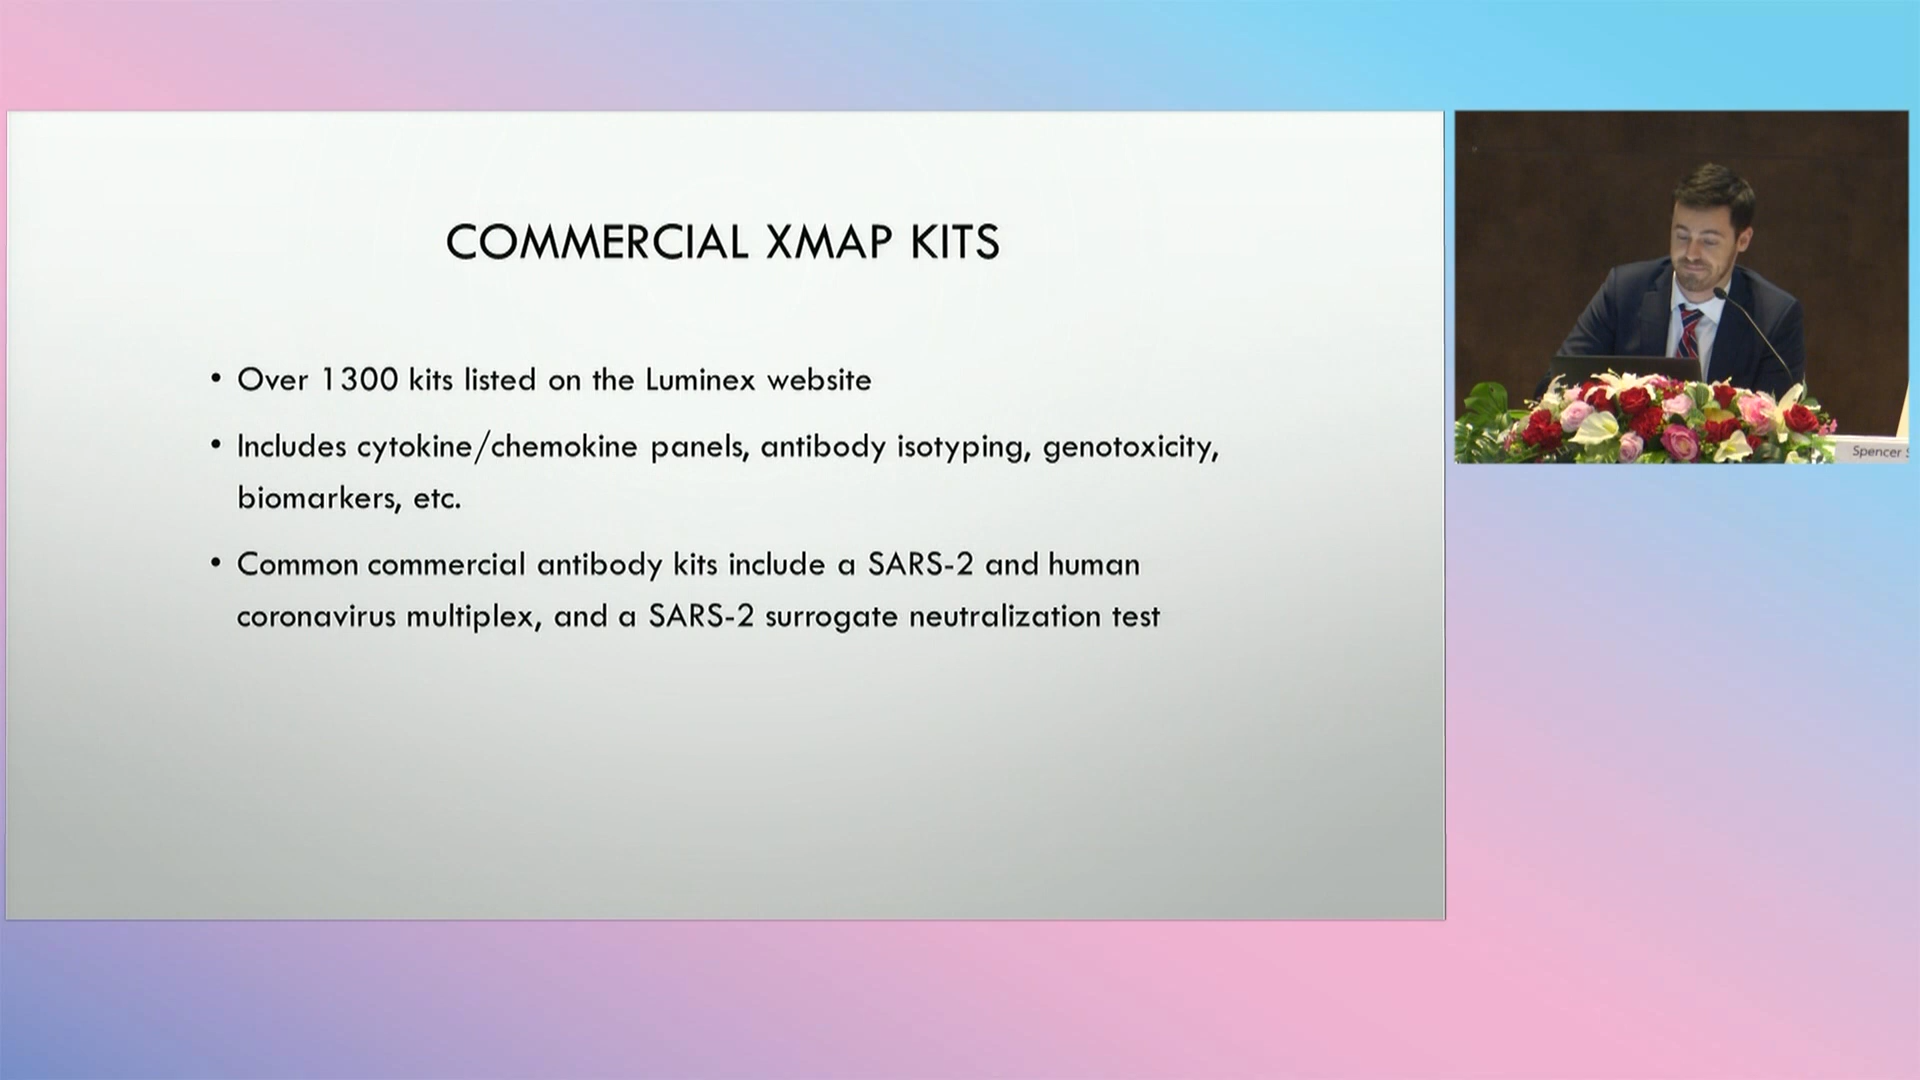 COMMERCIAL XMAP KITS
• Over 1300 kits listed on the Luminex website
• Includes cytokine/chemokine panels, antibody isotyping, genotoxicity,
biomarkers, etc.
• Common commercial antibody kits include a SARS-2 and human
coronavirus multiplex, and a SARS-2 surrogate neutralization test
Spencer S